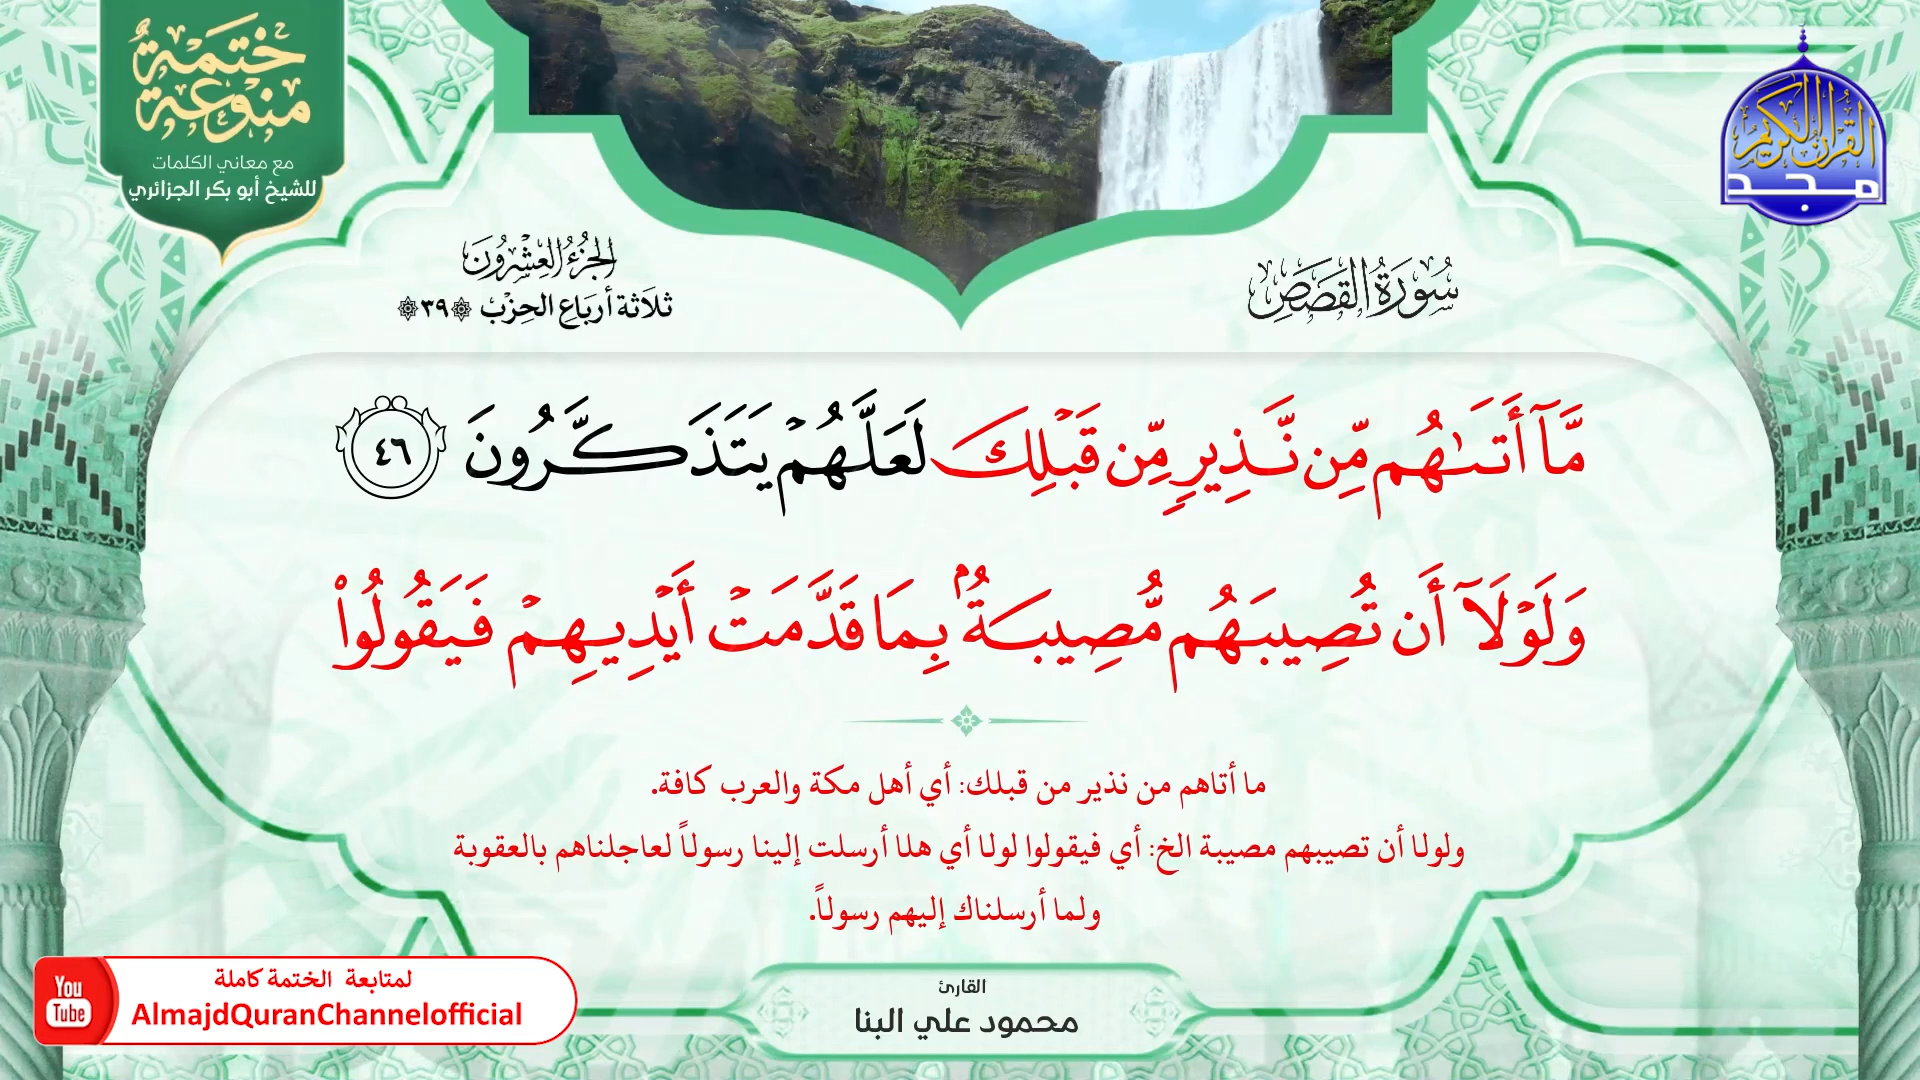 ختمة
منوعة
مع معاني الكلمات
للشيخ أبو بكر الجزائري
القرآن الكريم
مجد
الجزء العشرون
ثلاثة أرباع الحزب ۞٣٩۞
سُورَةُ القَصَصِ
مَّآ أَتَىٰهُم مِّن نَّذِيرٍ مِّن قَبْلِكَ لَعَلَّهُمْ يَتَذَكَّرُونَ ٤٦
وَلَوْلَآ أَن تُصِيبَهُم مُّصِيبَةٌۢ بِمَا قَدَّمَتْ أَيْدِيهِمْ فَيَقُولُوا۟
ما أتاهم من نذير من قبلك: أي أهل مكة والعرب كافة.
ولولا أن تصيبهم مصيبة الخ: أي فيقولوا لولا أي هلا أرسلت إلينا رسولاً لعاجلناهم بالعقوبة
ولما أرسلناك إليهم رسولاً.
You
Tube
لمتابعة الختمة كاملة
AlmajdQuranChannelofficial
القارئ
محمود علي البنا